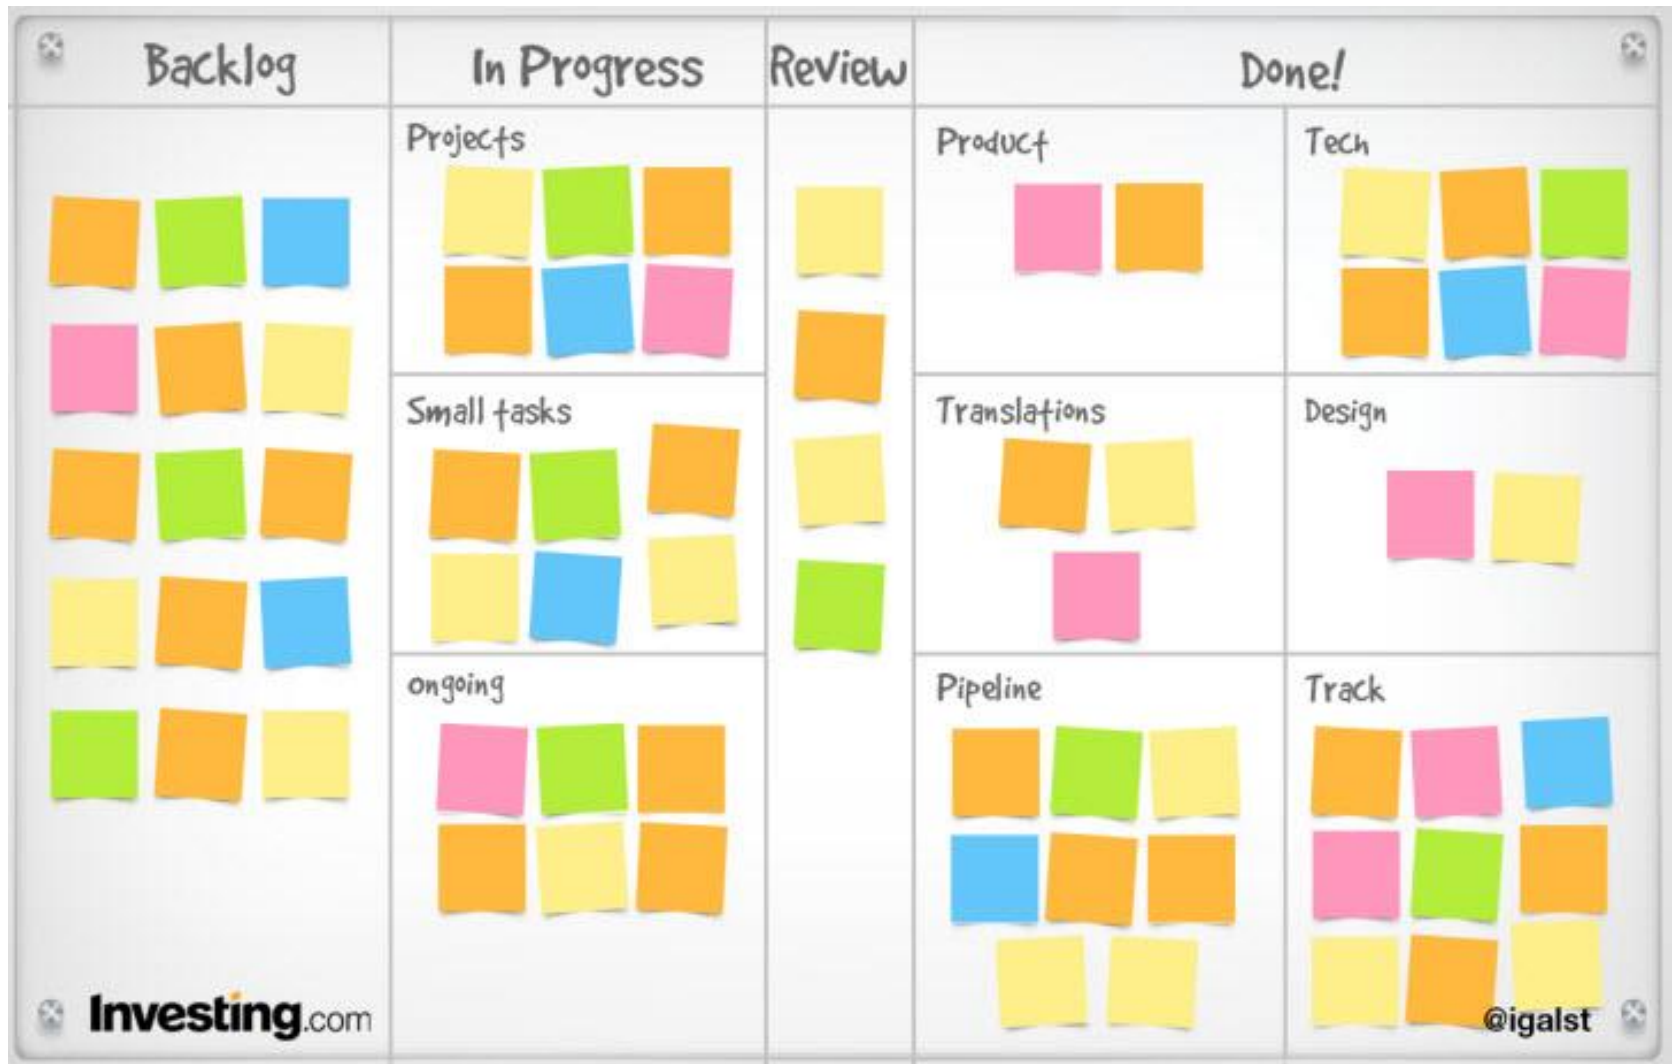 Backlog
In Progress
Review
Done!
Projects
Small tasks
ongoing
Product
Tech
Translations
Design
Pipeline
Track
Investing.com
@igalst